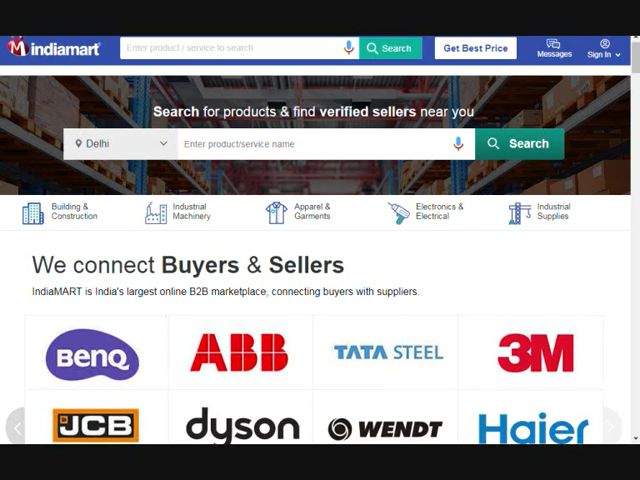 indiamart
Enter product / service to search
Search
Get Best Price
Messages
Sign In
Search for products & find verified sellers near you
Delhi
Enter product/service name
Search
Building &
Construction
Industrial
Machinery
Apparel &
Garments
Electronics &
Electrical
Industrial
Supplies
We connect Buyers & Sellers
IndiaMART is India's largest online B2B marketplace, connecting buyers with suppliers.
BenQ
ABB
TATA STEEL
3M
JCB
dyson
WENDT
Haier